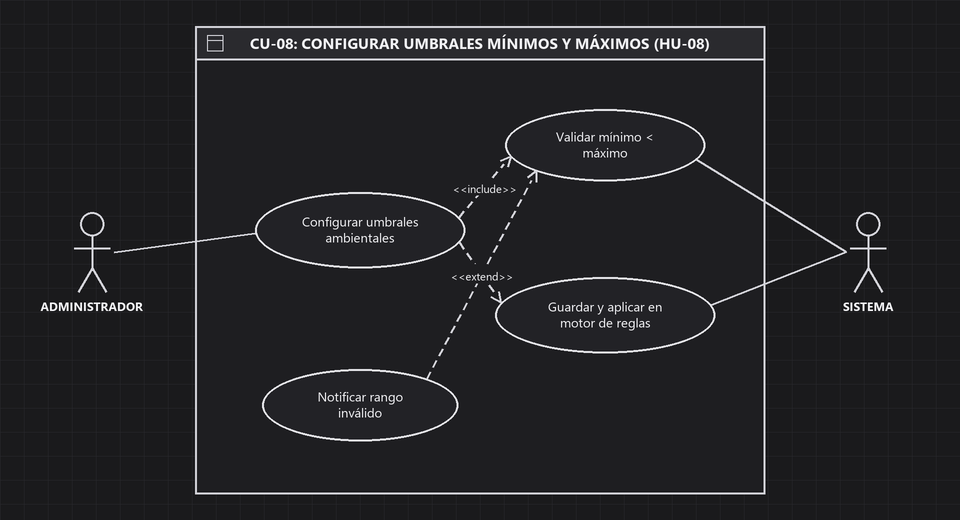 CU-08: CONFIGURAR UMBRALES MÍNIMOS Y MÁXIMOS (HU-08)
Validar mínimo <
máximo
<<include>>
Configurar umbrales
ambientales
<<extend>>
ADMINISTRADOR
Guardar y aplicar en
motor de reglas
SISTEMA
Notificar rango
inválido